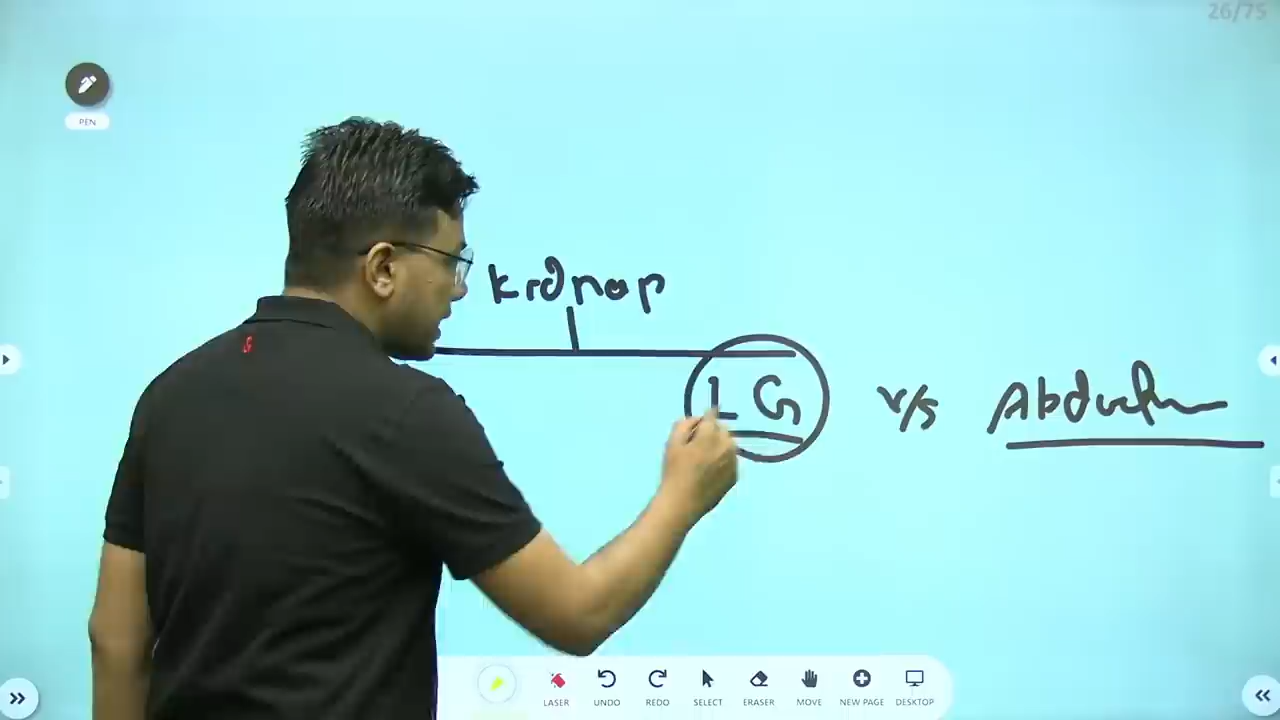 26/75
PEN
Kidnap
LG v/s Abduction
LASER UNDO REDO SELECT ERASER MOVE NEW PAGE DESKTOP